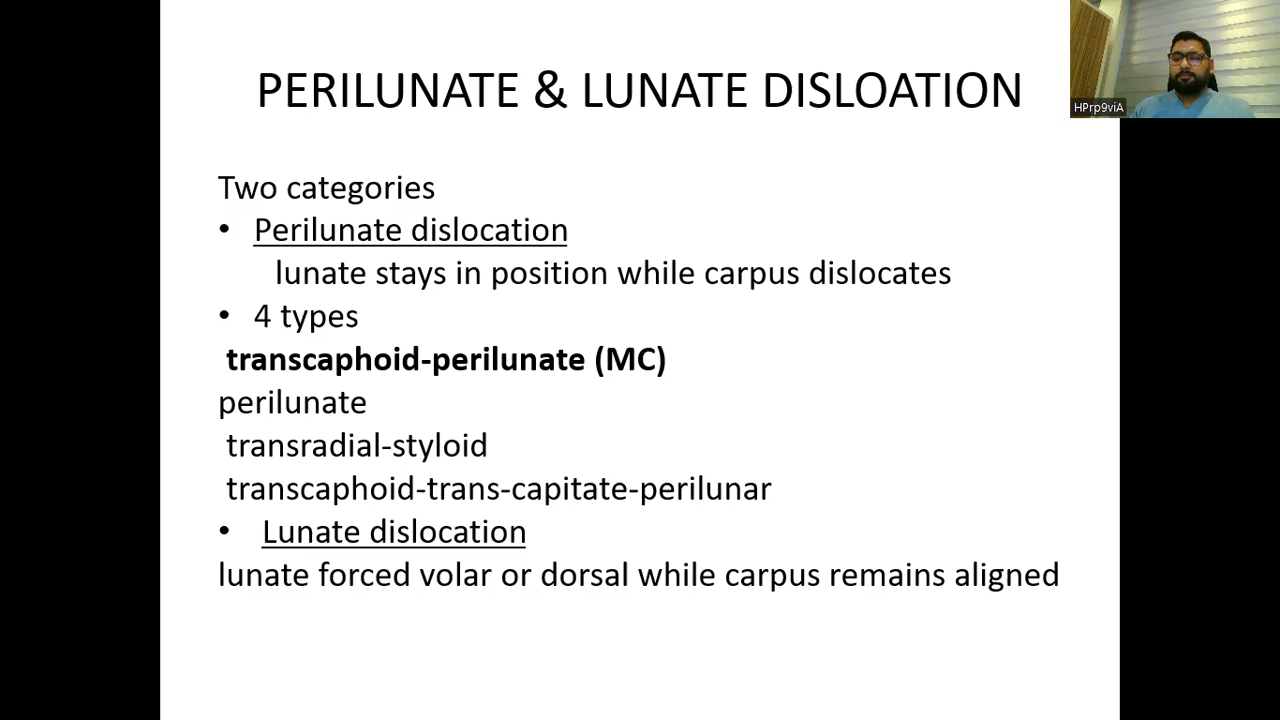 PERILUNATE & LUNATE DISLOATION
HPrp9viA
Two categories
• Perilunate dislocation
lunate stays in position while carpus dislocates
• 4 types
transcaphoid-perilunate (MC)
perilunate
transradial-styloid
transcaphoid-trans-capitate-perilunar
• Lunate dislocation
lunate forced volar or dorsal while carpus remains aligned